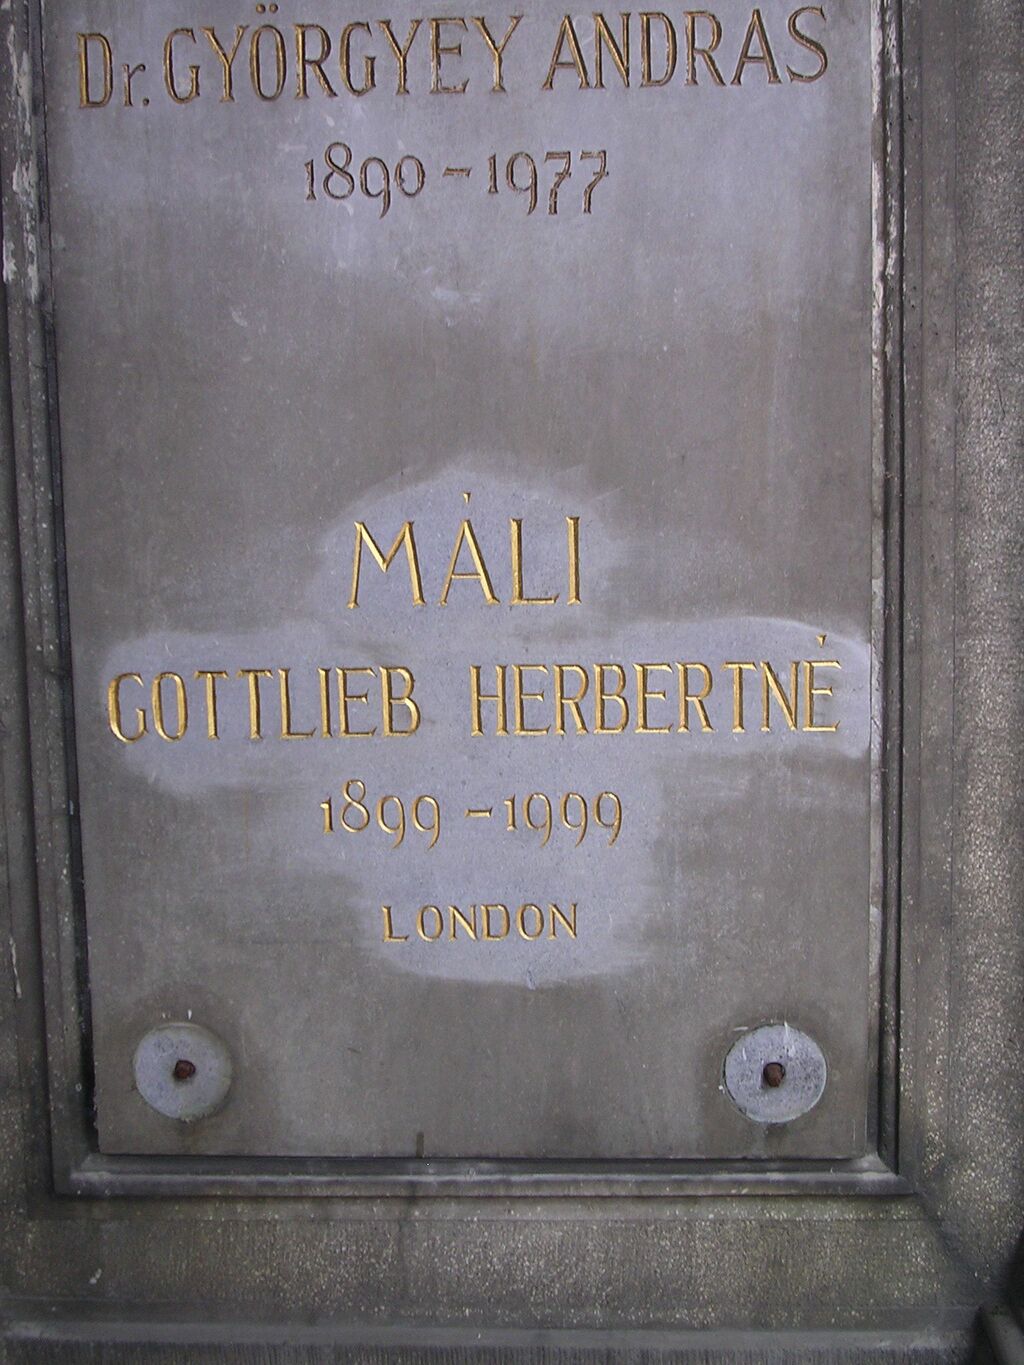 Dr. GYÖRGYEY ANDRAS
1890 - 1977
MÁLI
GOTTLIEB HERBERTNÉ
1899 - 1999
LONDON